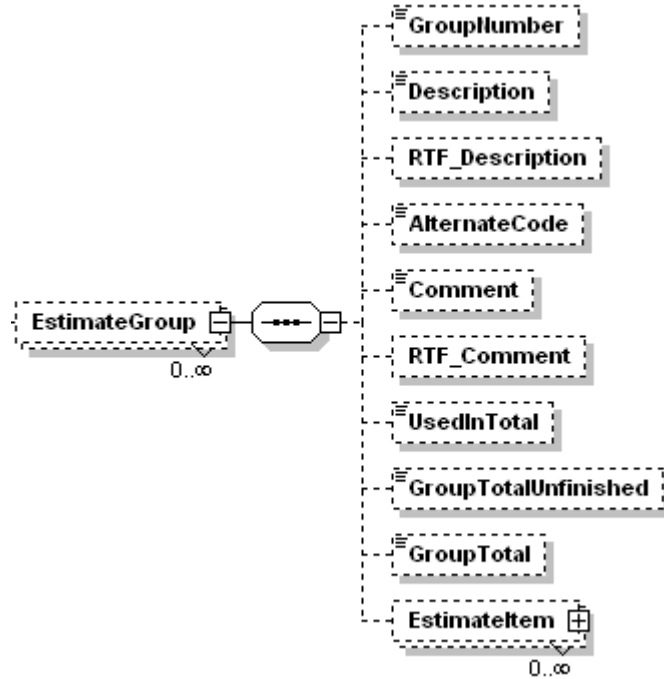 GroupNumber
Description
RTF_Description
AlternateCode
EstimateGroup
0..∞
Comment
RTF_Comment
UsedInTotal
GroupTotalUnfinished
GroupTotal
EstimateItem
0..∞